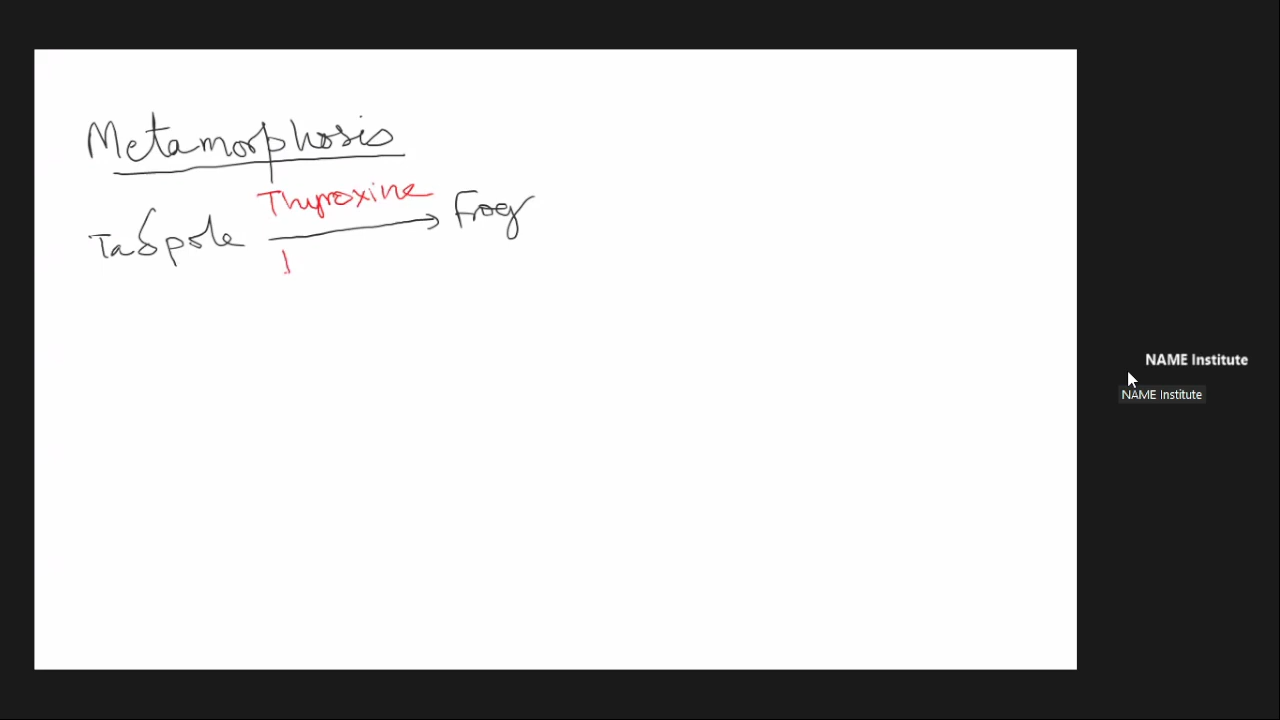 Metamorphosis
Thyroxine
Tadpole → Frog
NAME Institute
NAME Institute